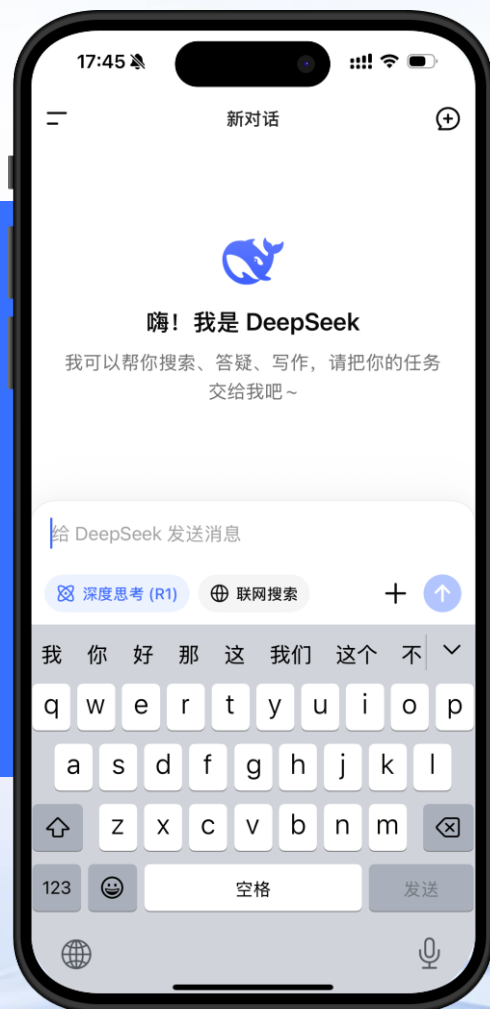 17:45
新对话
嗨！我是 DeepSeek
我可以帮你搜索、答疑、写作，请把你的任务
交给我吧～
给 DeepSeek 发送消息
深度思考 (R1) 联网搜索
我 你 好 那 这 我们 这个 不
q w e r t y u i o p
a s d f g h j k l
z x c v b n m
123 空格 发送